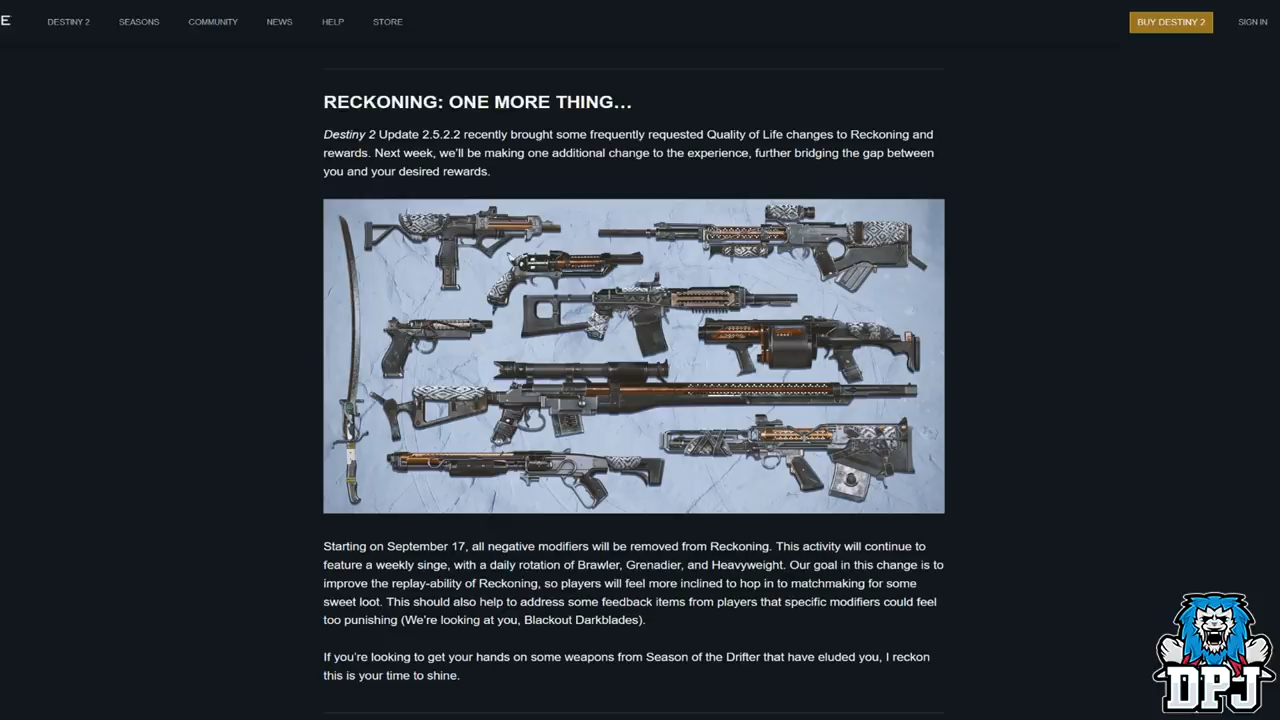 E
DESTINY 2 SEASONS COMMUNITY NEWS HELP STORE BUY DESTINY 2 SIGN IN
RECKONING: ONE MORE THING…
Destiny 2 Update 2.5.2.2 recently brought some frequently requested Quality of Life changes to Reckoning and
rewards. Next week, we'll be making one additional change to the experience, further bridging the gap between
you and your desired rewards.
Starting on September 17, all negative modifiers will be removed from Reckoning. This activity will continue to
feature a weekly singe, with a daily rotation of Brawler, Grenadier, and Heavyweight. Our goal in this change is to
improve the replay-ability of Reckoning, so players will feel more inclined to hop in to matchmaking for some
sweet loot. This should also help to address some feedback items from players that specific modifiers could feel
too punishing (We're looking at you, Blackout Darkblades).
If you're looking to get your hands on some weapons from Season of the Drifter that have eluded you, I reckon
this is your time to shine.
DPJ